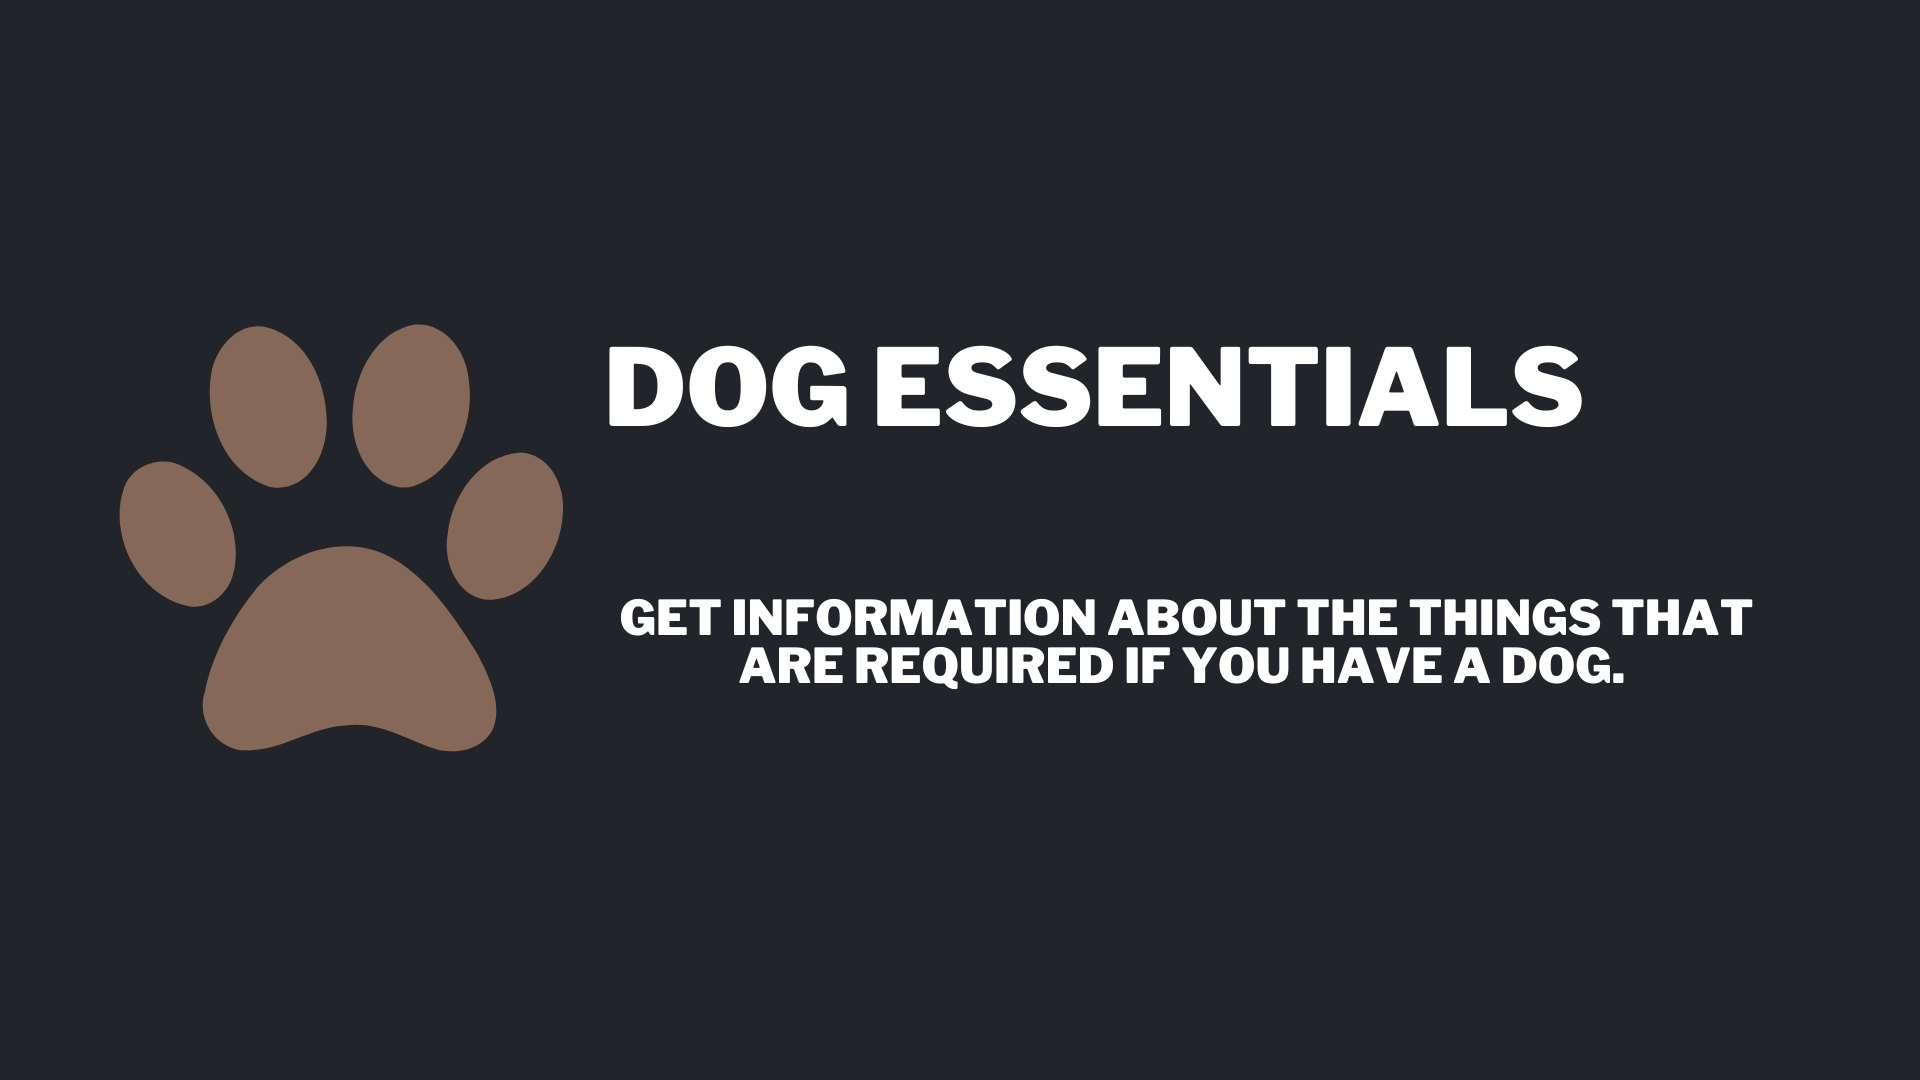 DOG ESSENTIALS
GET INFORMATION ABOUT THE THINGS THAT
ARE REQUIRED IF YOU HAVE A DOG.